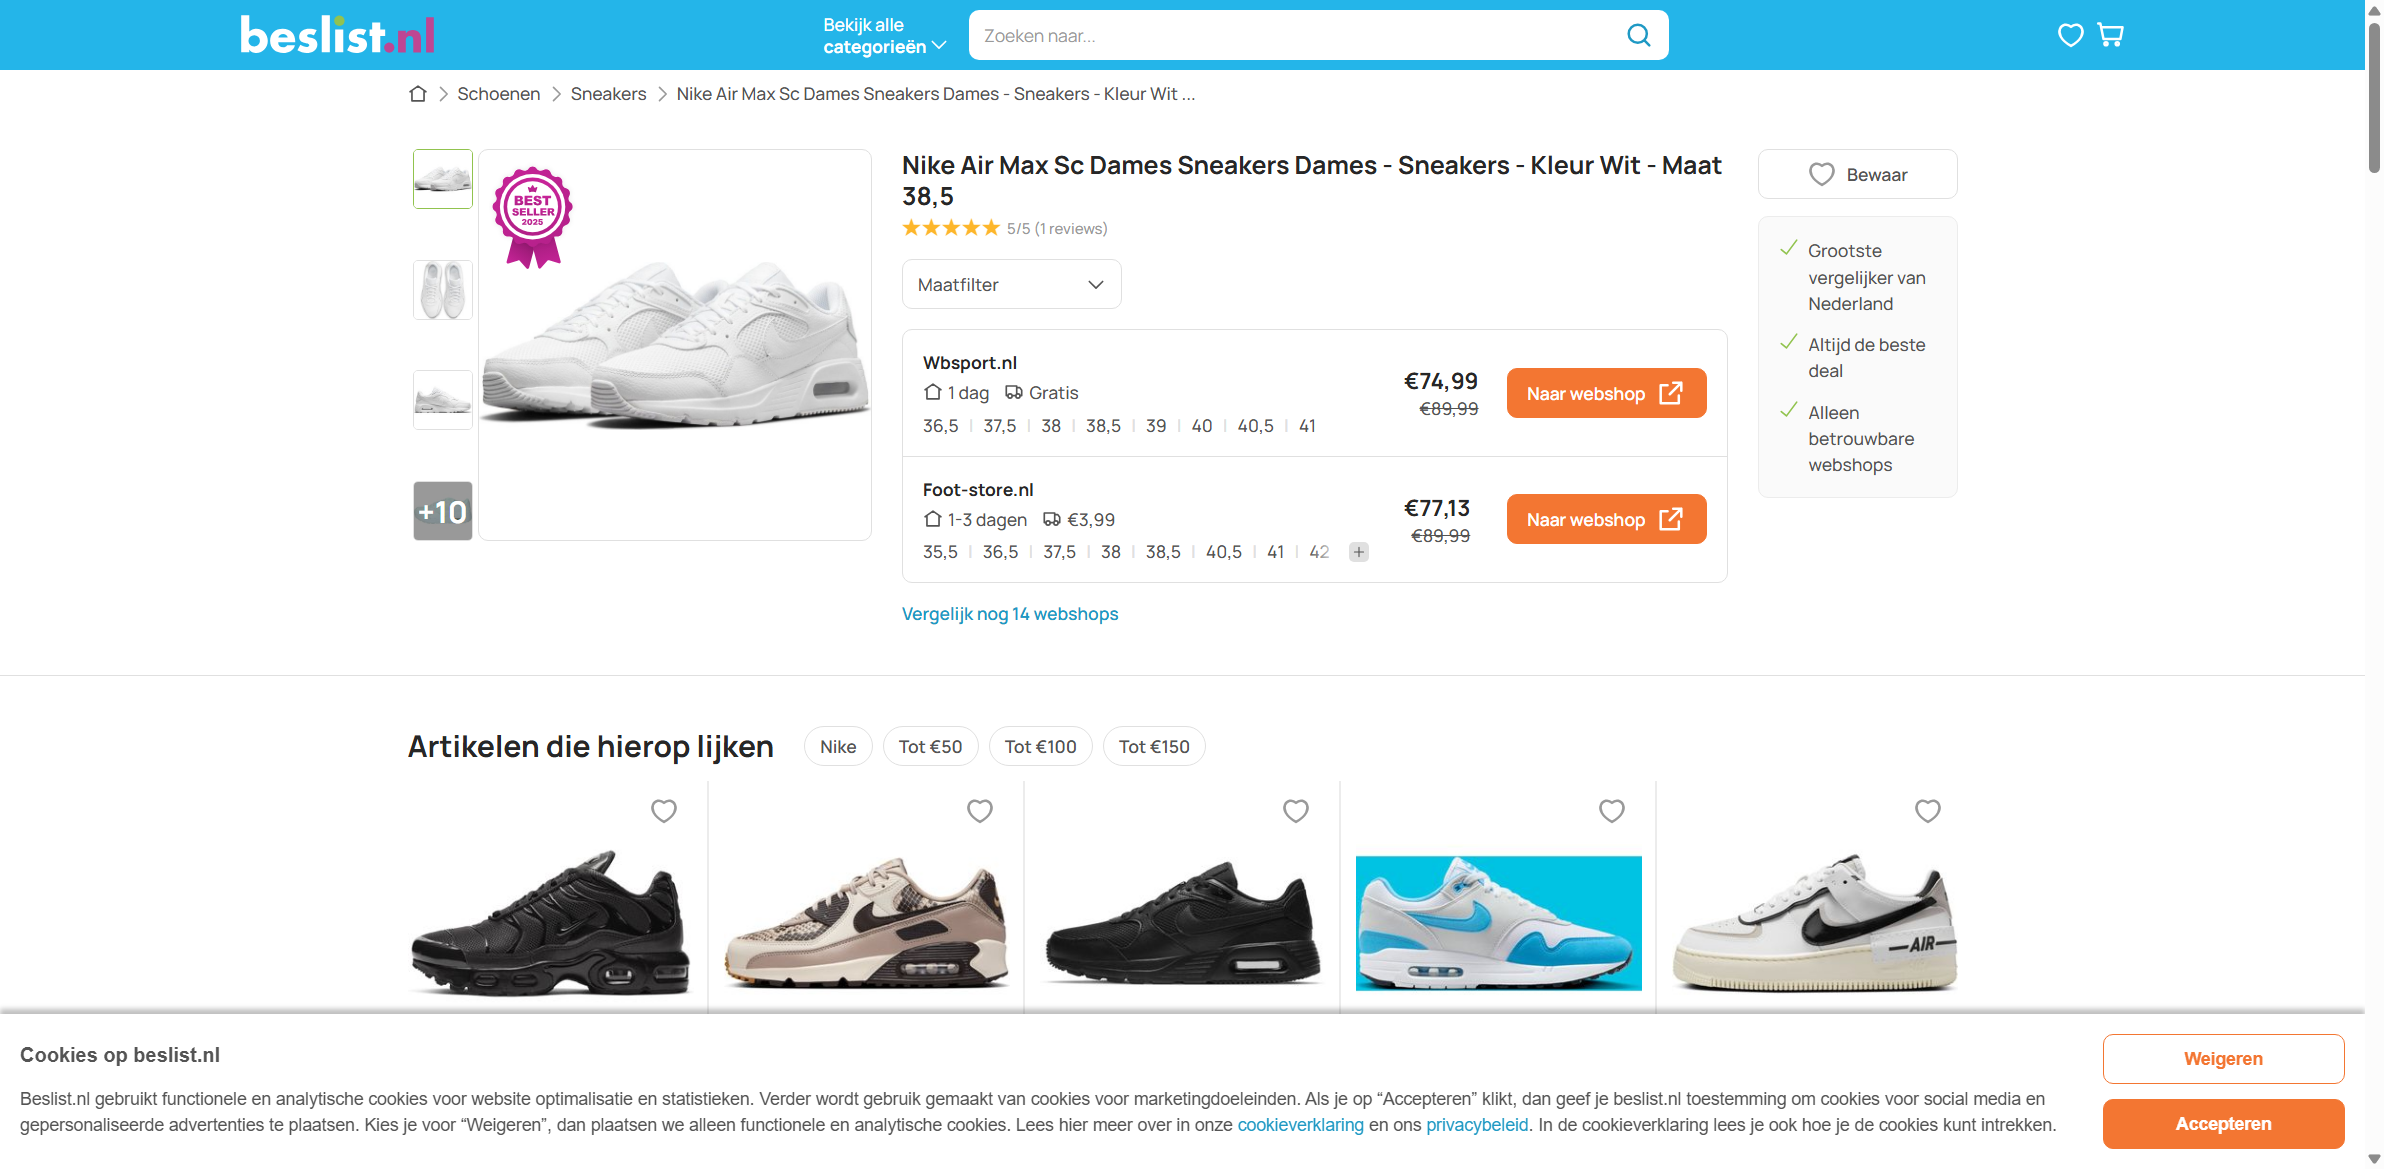 beslist.nl
Bekijk alle
categorieën
Zoeken naar...
Schoenen
Sneakers
Nike Air Max Sc Dames Sneakers Dames - Sneakers - Kleur Wit ...
BEST
SELLER
2025
+10
Nike Air Max Sc Dames Sneakers Dames - Sneakers - Kleur Wit - Maat
38,5
5/5 (1 reviews)
Maatfilter
Wbsport.nl
1 dag Gratis
36,5 37,5 38 38,5 39 40 40,5 41
€74,99
€89,99
Naar webshop
Foot-store.nl
1-3 dagen €3,99
35,5 36,5 37,5 38 38,5 40,5 41 42 +
€77,13
€89,99
Naar webshop
Vergelijk nog 14 webshops
Bewaar
Grootste
vergelijker van
Nederland
Altijd de beste
deal
Alleen
betrouwbare
webshops
Artikelen die hierop lijken
Nike
Tot €50
Tot €100
Tot €150
AIR
Cookies op beslist.nl
Beslist.nl gebruikt functionele en analytische cookies voor website optimalisatie en statistieken. Verder wordt gebruik gemaakt van cookies voor marketingdoeleinden. Als je op “Accepteren” klikt, dan geef je beslist.nl toestemming om cookies voor social media en
gepersonaliseerde advertenties te plaatsen. Kies je voor “Weigeren”, dan plaatsen we alleen functionele en analytische cookies. Lees hier meer over in onze cookieverklaring en ons privacybeleid. In de cookieverklaring lees je ook hoe je de cookies kunt intrekken.
Weigeren
Accepteren